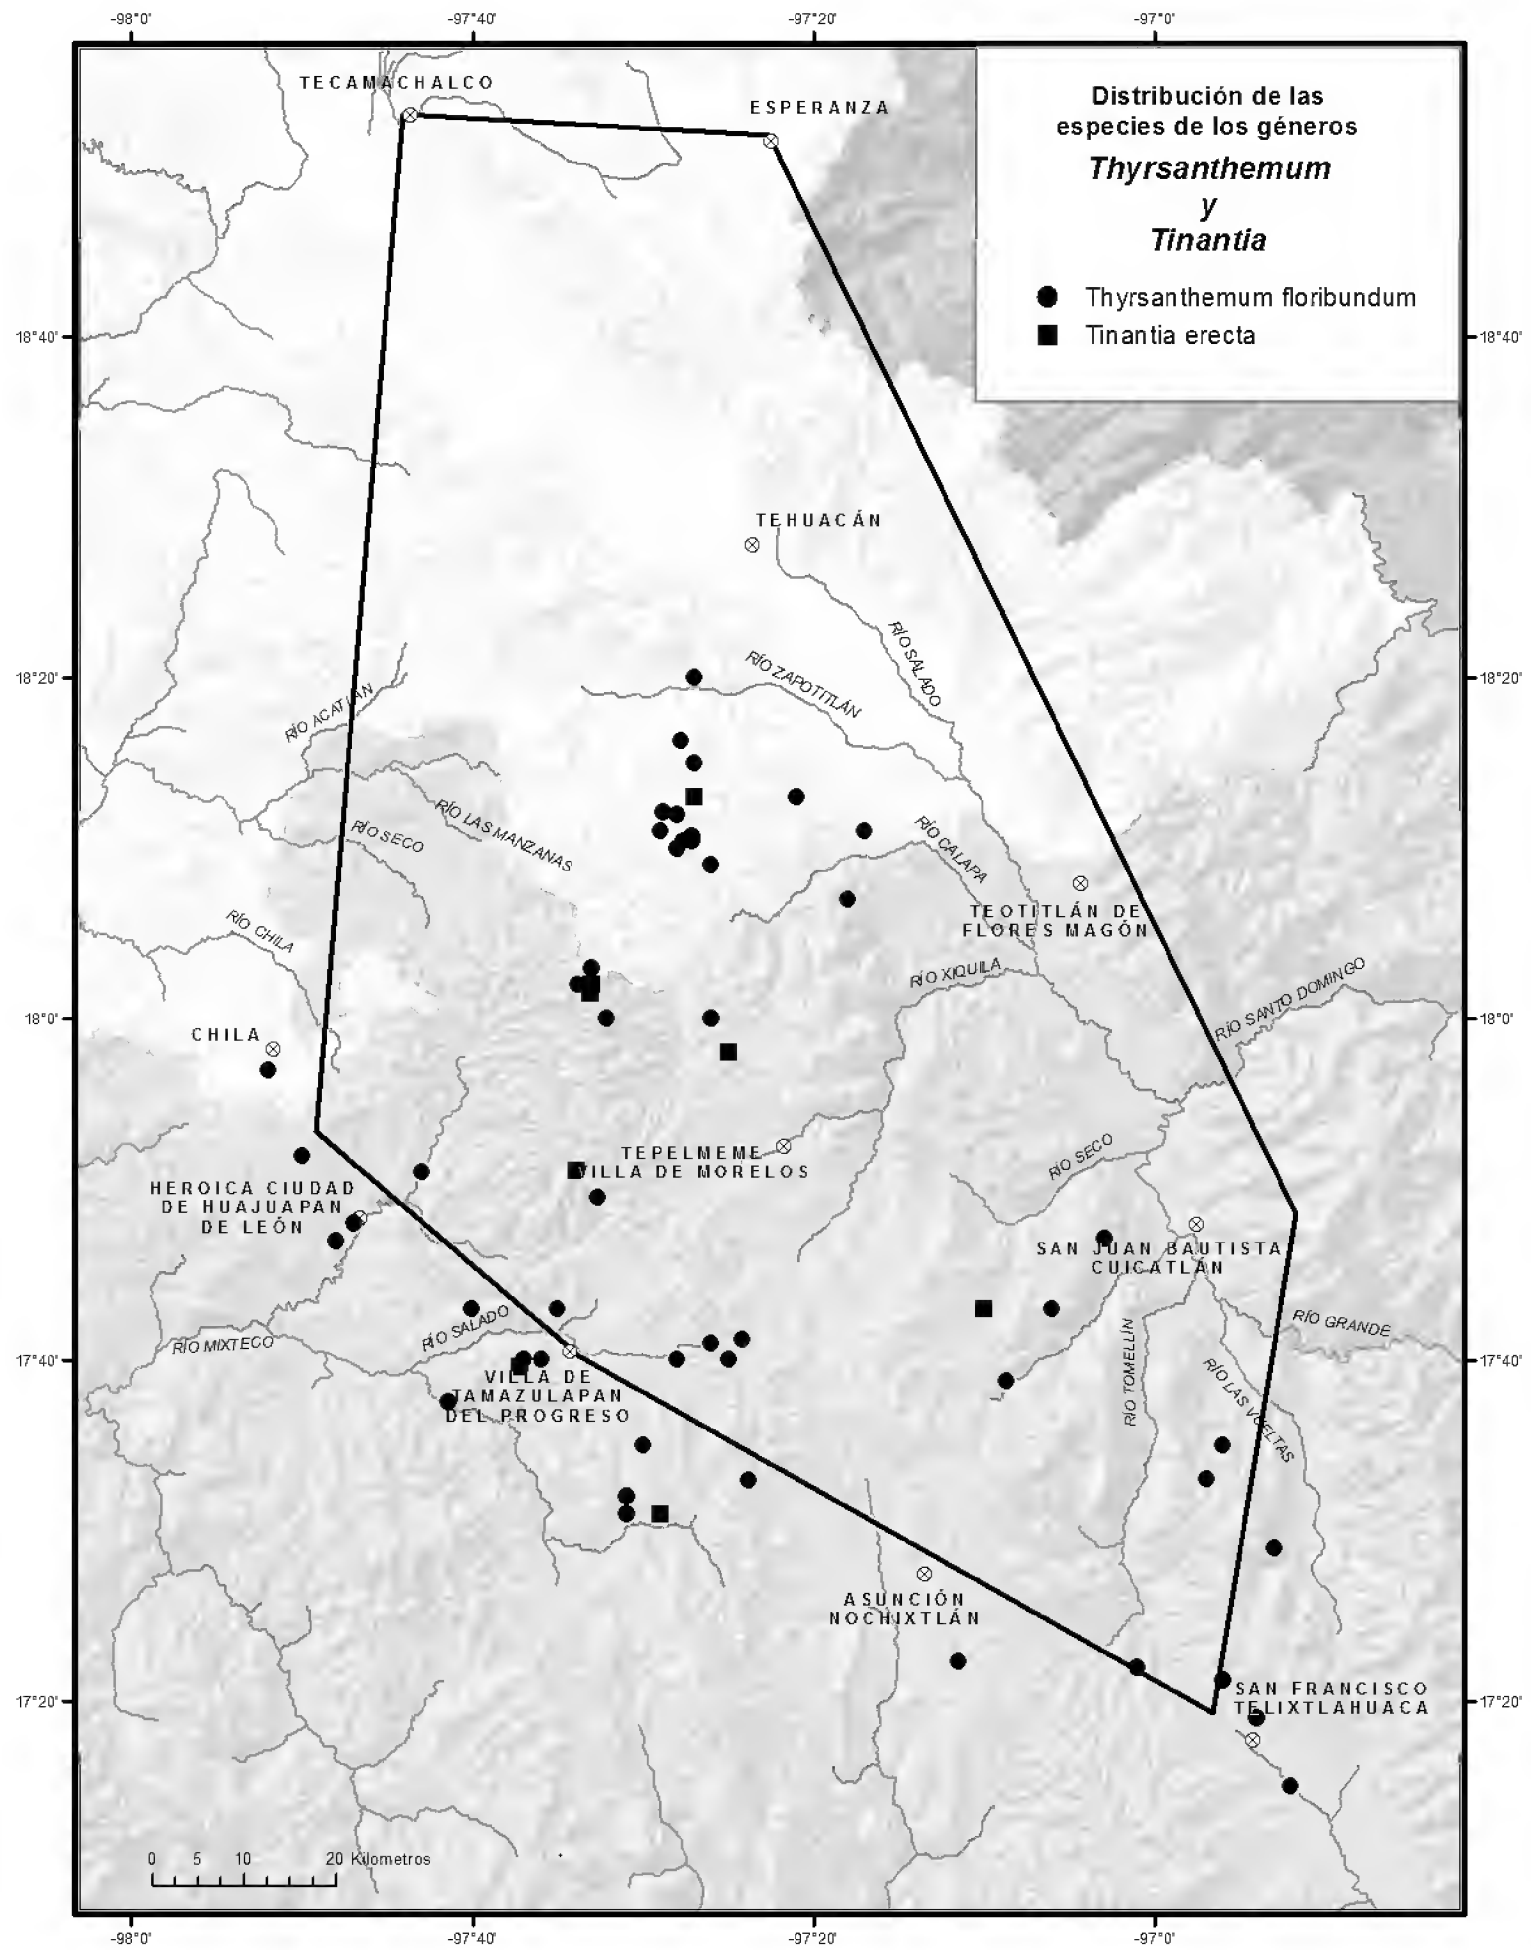 -98°0'
-97°40'
-97°20'
-97°0'
TECAMACHALCO
ESPERANZA
Distribución de las
especies de los géneros
Thyrsanthemum
y
Tinantia
Thyrsanthemum floribundum
Tinantia erecta
18°40'
18°40'
TEHUACÁN
RÍO SALADO
18°20'
18°20'
RÍO ZAPOTITLÁN
RÍO ACATLÁN
RÍO LAS MANZANAS
RÍO SECO
RÍO CALAPA
TEOTITLÁN DE
FLORES MAGÓN
RÍO CHILA
RÍO XIQUILA
RÍO SANTO DOMINGO
18°0'
18°0'
CHILA
TEPELMEME
VILLA DE MORELOS
RÍO SECO
HEROICA CIUDAD
DE HUAJUAPAN
DE LEÓN
SAN JUAN BAUTISTA
CUICATLÁN
RÍO SALADO
RÍO MIXTECO
RÍO GRANDE
17°40'
17°40'
RÍO TOMELLÍN
RÍO LAS VUELTAS
VILLA DE
TAMAZULAPAN
DEL PROGRESO
ASUNCIÓN
NOCHIXTLÁN
SAN FRANCISCO
TELIXTLAHUACA
17°20'
17°20'
0 5 10 20 Kilometros
-98°0'
-97°40'
-97°20'
-97°0'